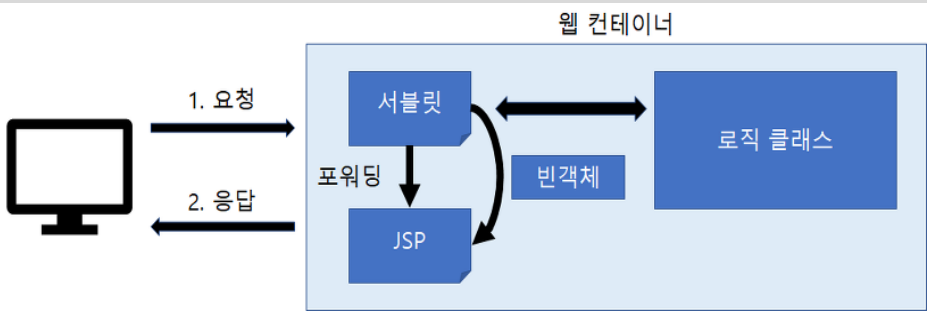 웹 컨테이너
1. 요청
서블릿
로직 클래스
포워딩
빈객체
2. 응답
JSP